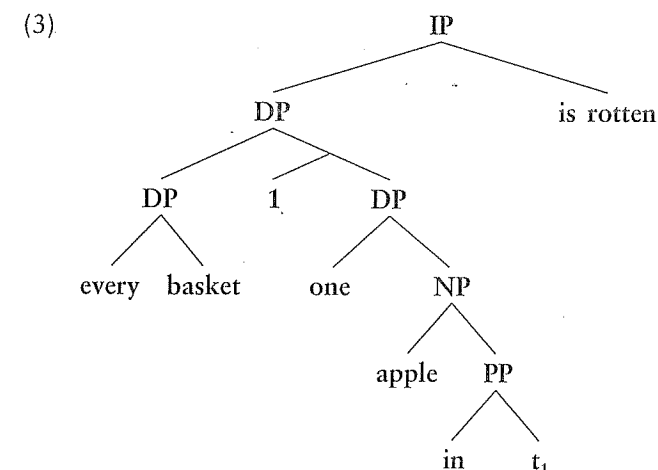 (3)
IP
DP is rotten
DP 1 DP
every basket one NP
apple PP
in t₁